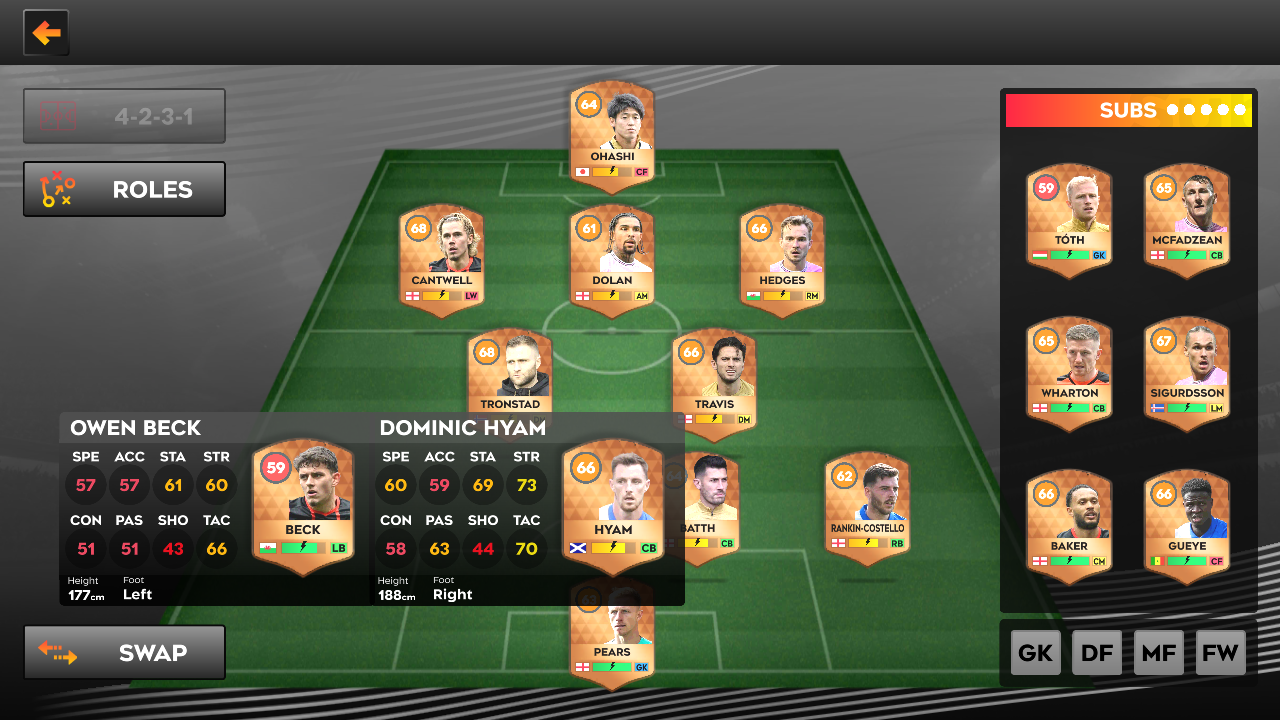 4-2-3-1
ROLES
64
OHASHI
CF
68
CANTWELL
LW
61
DOLAN
AM
66
HEDGES
RM
68
TRONSTAD
66
TRAVIS
DM
BATTH
CB
62
RANKIN-COSTELLO
RB
PEARS
GK
OWEN BECK
SPE ACC STA STR
57 57 61 60
CON PAS SHO TAC
51 51 43 66
Height Foot
177cm Left
59
BECK
LB
DOMINIC HYAM
SPE ACC STA STR
60 59 69 73
CON PAS SHO TAC
58 63 44 70
Height Foot
188cm Right
66
HYAM
CB
SWAP
SUBS
59
TÓTH
GK
65
MCFADZEAN
CB
65
WHARTON
CB
67
SIGURDSSON
LM
66
BAKER
CM
66
GUEYE
CF
GK DF MF FW